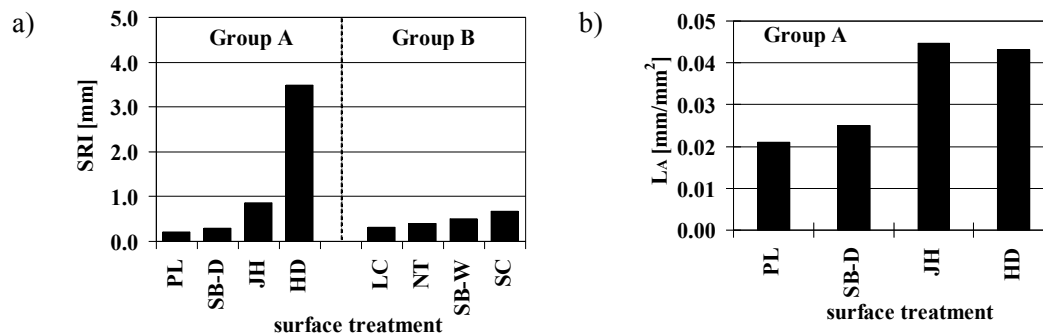 a)
SRI [mm]
5.0
4.0
3.0
2.0
1.0
0.0
Group A
Group B
PL
SB-D
JH
HD
LC
NT
SB-W
SC
surface treatment
b)
LA [mm/mm²]
0.05
0.04
0.03
0.02
0.01
0.00
Group A
PL
SB-D
JH
HD
surface treatment